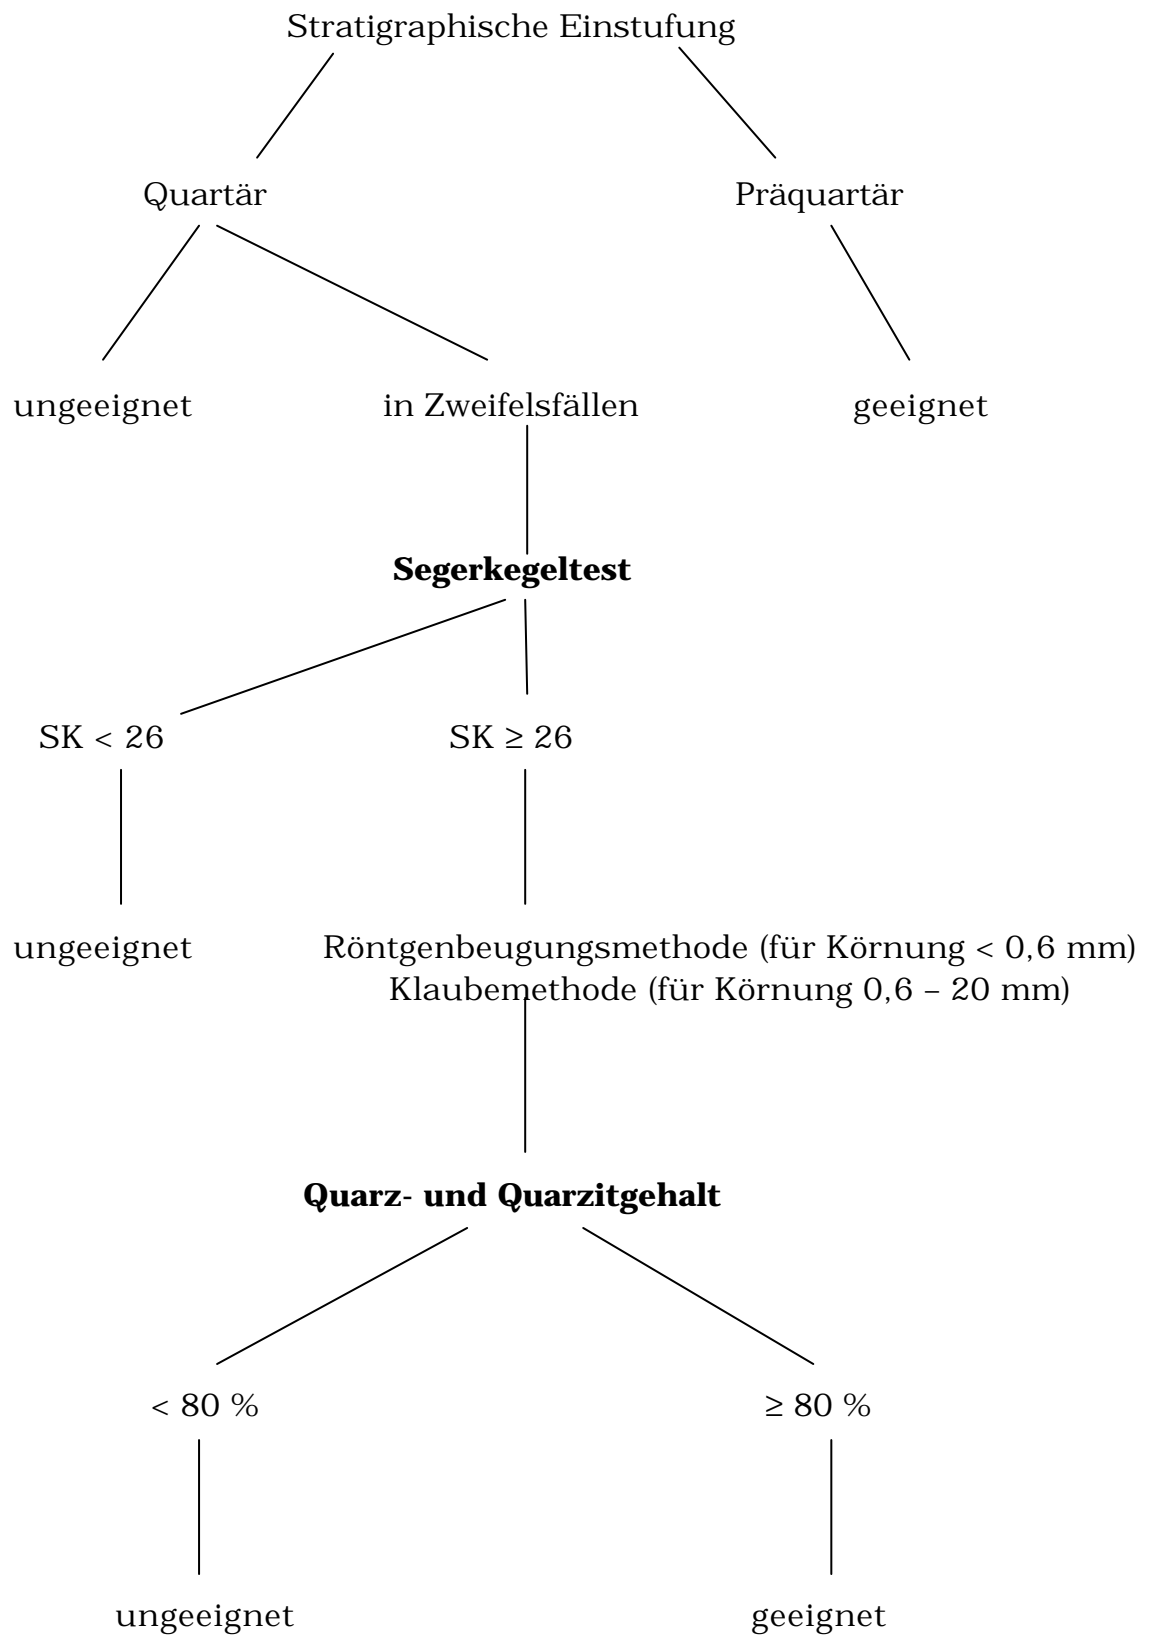 Stratigraphische Einstufung
Quartär
Präquartär
ungeeignet
in Zweifelsfällen
geeignet
Segerkegeltest
SK < 26
SK ≥ 26
ungeeignet
Röntgenbeugungsmethode (für Körnung < 0,6 mm)
Klaubemethode (für Körnung 0,6 – 20 mm)
Quarz- und Quarzitgehalt
< 80 %
≥ 80 %
ungeeignet
geeignet